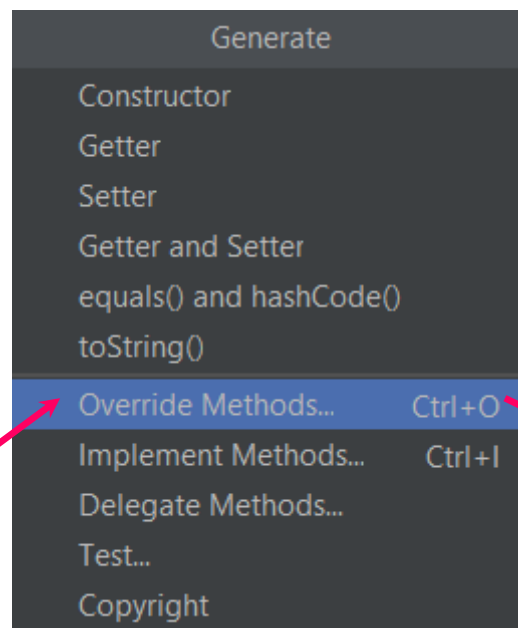 Generate
Constructor
Getter
Setter
Getter and Setter
equals() and hashCode()
toString()
Override Methods... Ctrl+O
Implement Methods... Ctrl+I
Delegate Methods...
Test...
Copyright